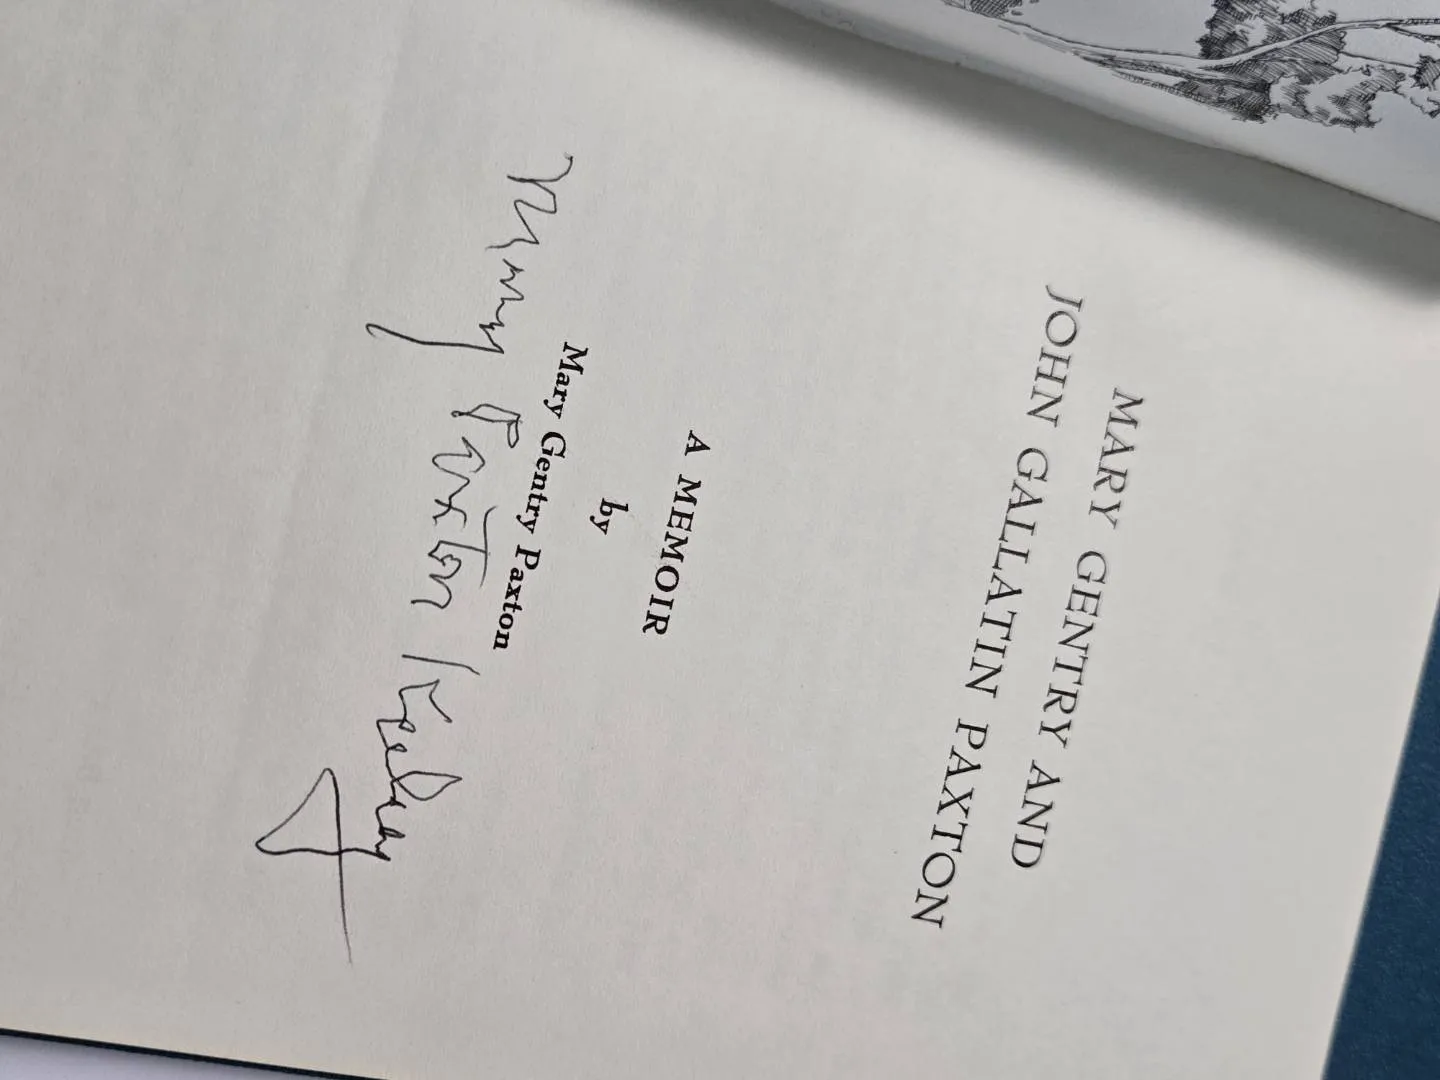 MARY GENTRY AND
JOHN GALLATIN PAXTON
A MEMOIR
by
Mary Gentry Paxton
Mary Paxton Keeley